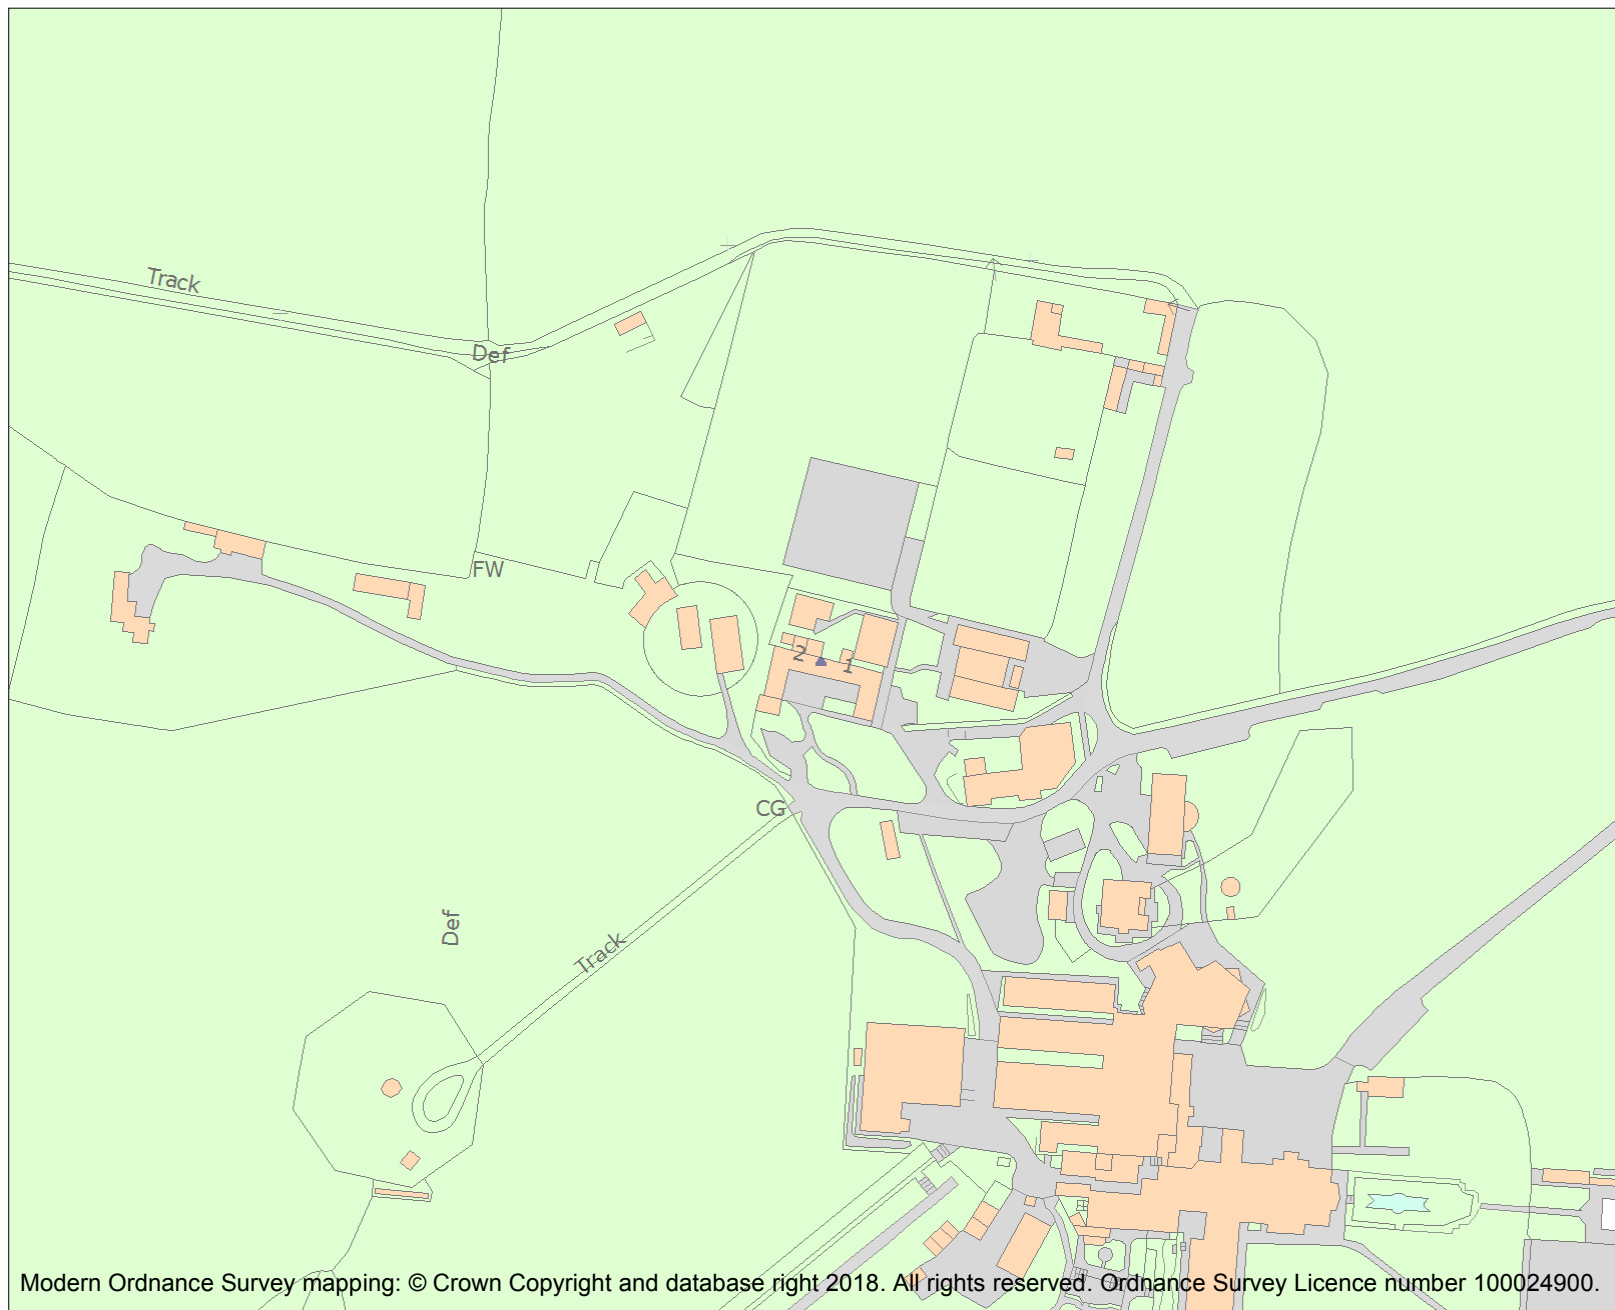 Track
Def
FW
2
1
CG
Def
Track
Modern Ordnance Survey mapping: © Crown Copyright and database right 2018. All rights reserved. Ordnance Survey Licence number 100024900.